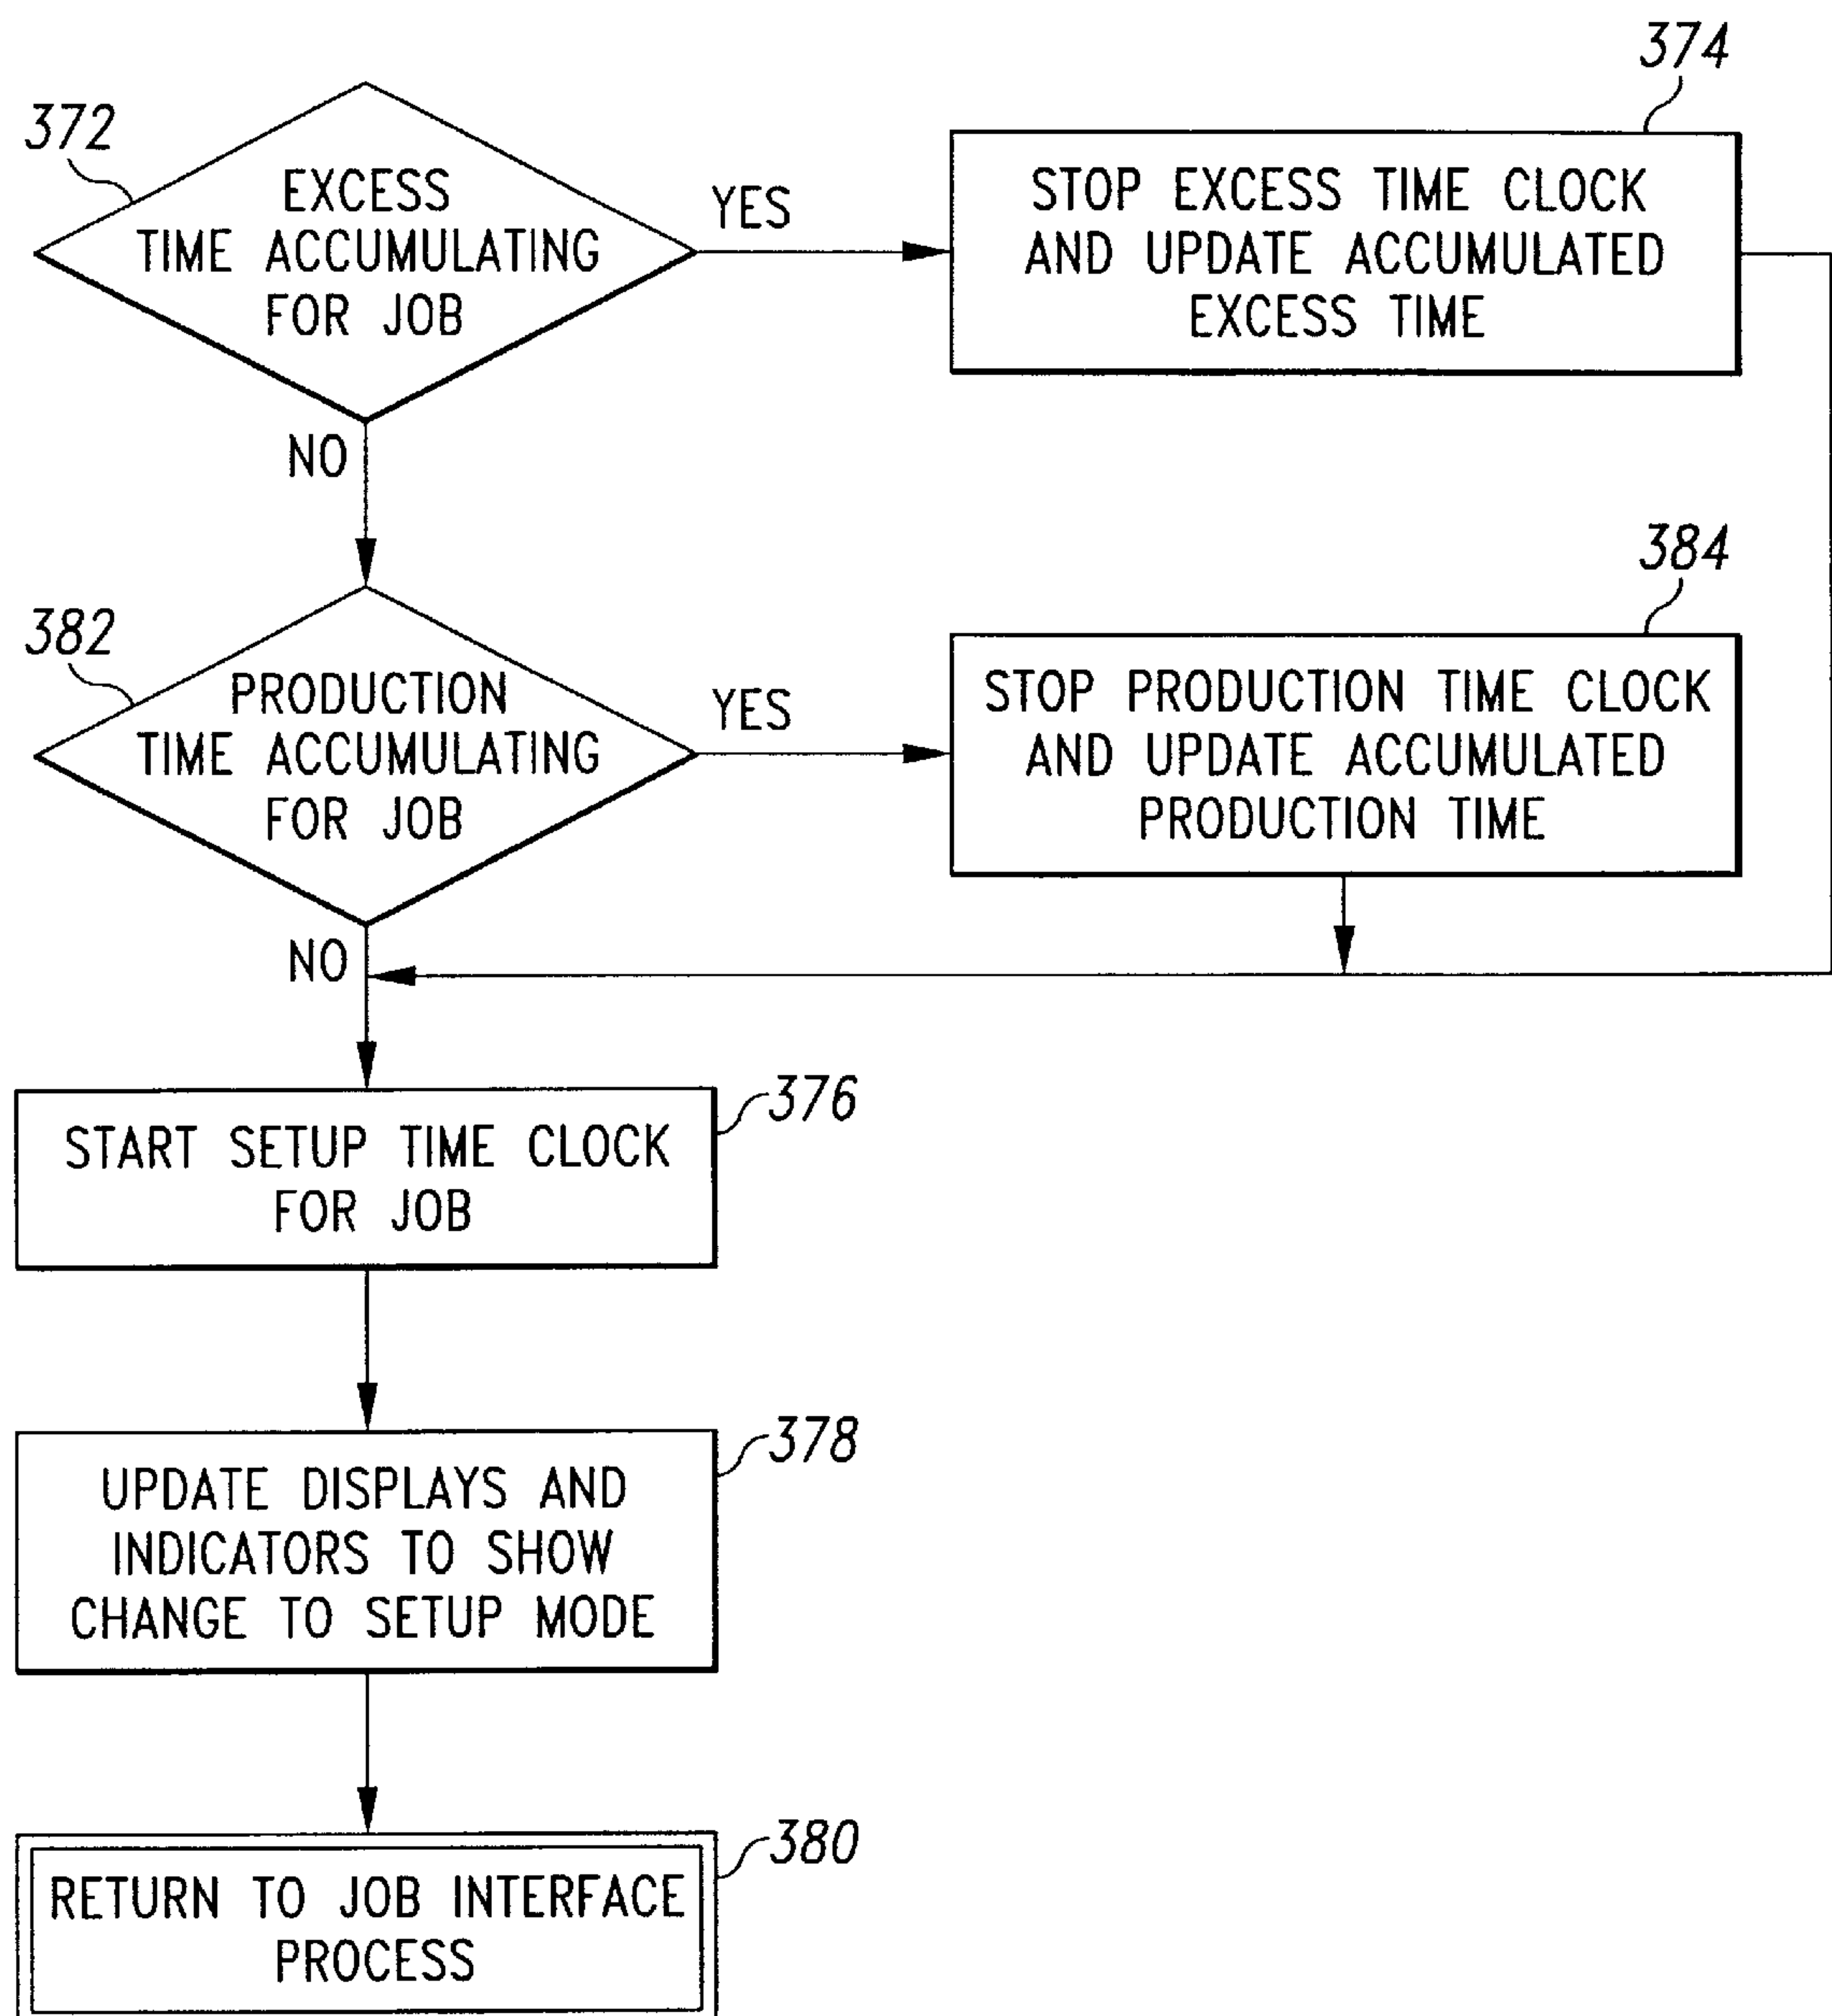 374
372
EXCESS
TIME ACCUMULATING
FOR JOB
YES
STOP EXCESS TIME CLOCK
AND UPDATE ACCUMULATED
EXCESS TIME
NO
384
382
PRODUCTION
TIME ACCUMULATING
FOR JOB
YES
STOP PRODUCTION TIME CLOCK
AND UPDATE ACCUMULATED
PRODUCTION TIME
NO
376
START SETUP TIME CLOCK
FOR JOB
378
UPDATE DISPLAYS AND
INDICATORS TO SHOW
CHANGE TO SETUP MODE
380
RETURN TO JOB INTERFACE
PROCESS